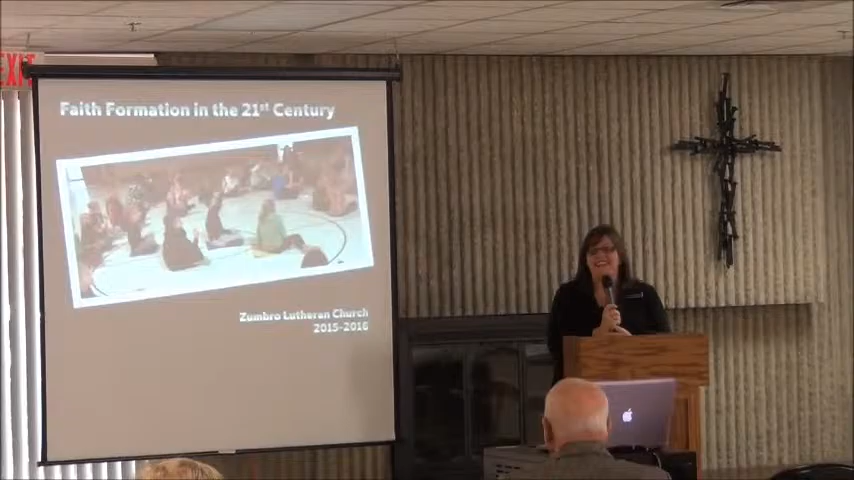 EXIT
Faith Formation in the 21st Century
Zumbro Lutheran Church
2015-2016